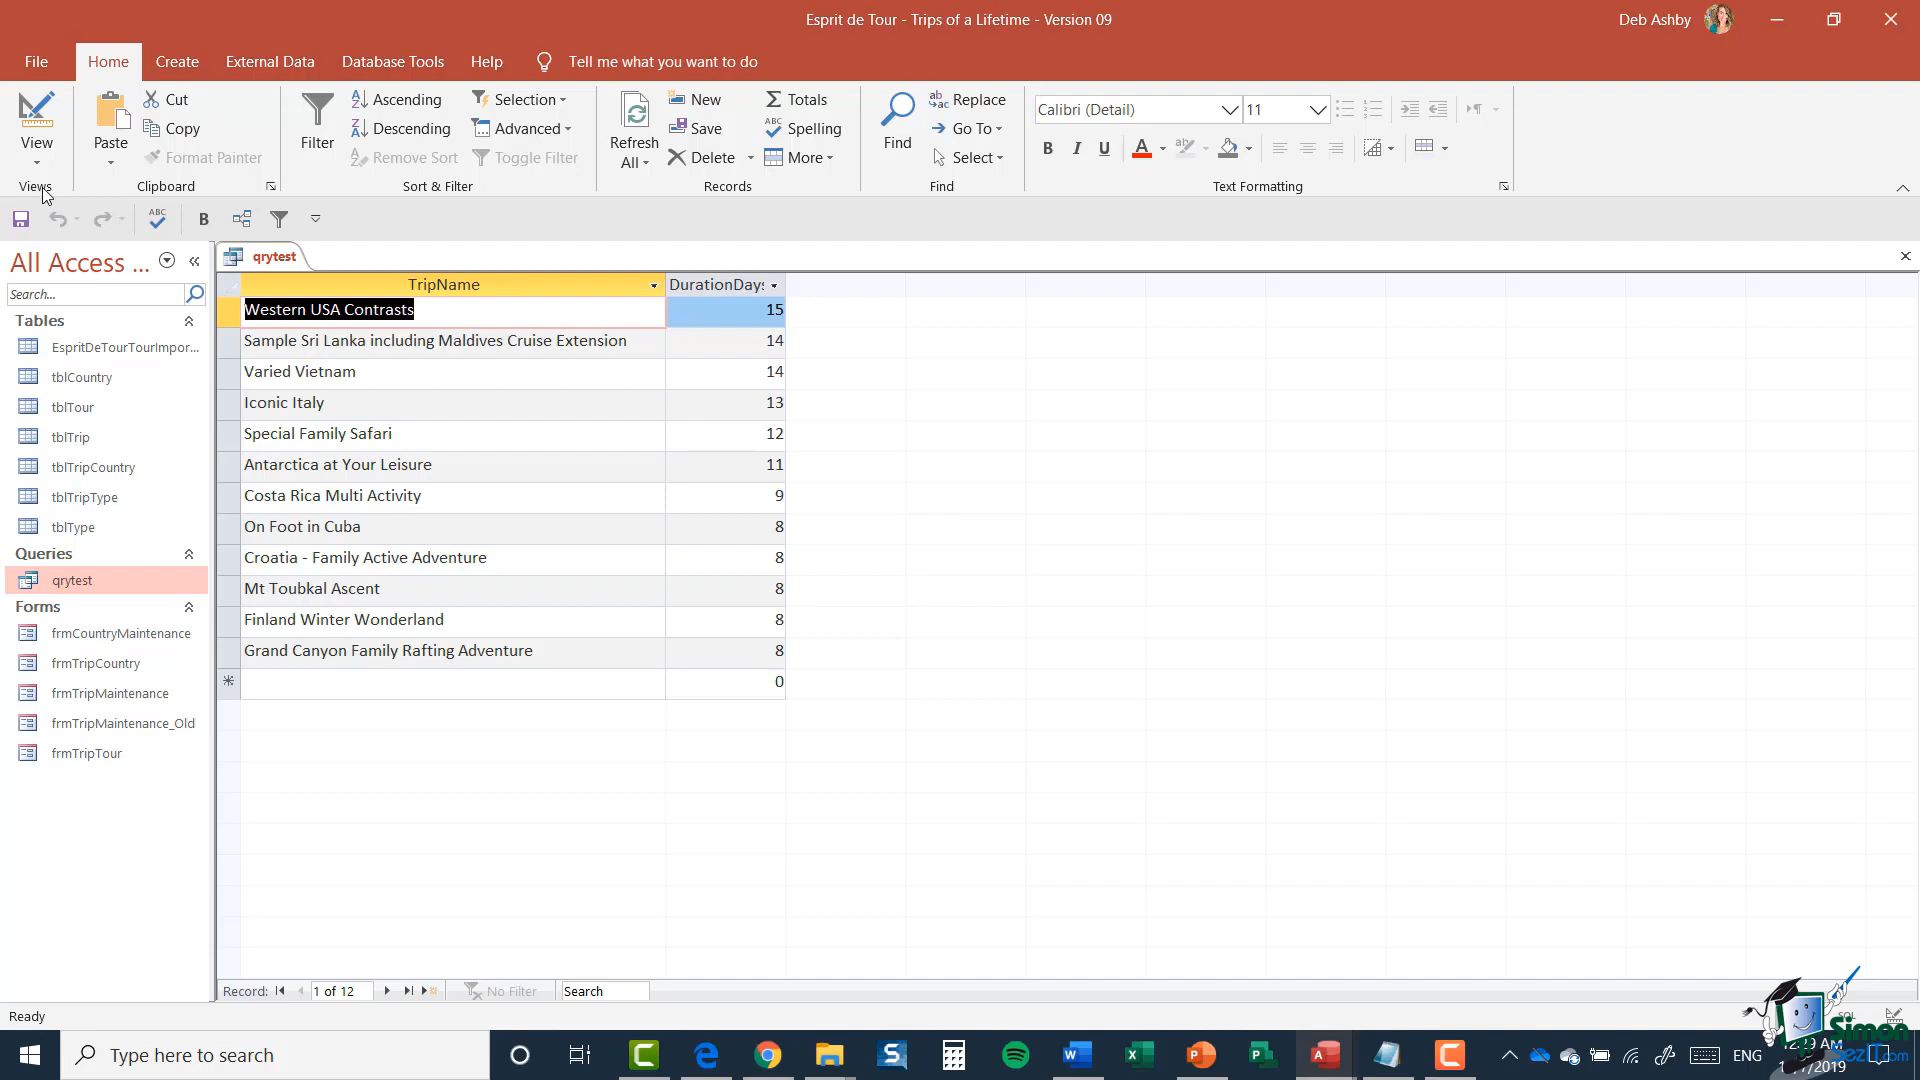 Esprit de Tour - Trips of a Lifetime - Version 09
Deb Ashby
File Home Create External Data Database Tools Help Tell me what you want to do
View
Views
Paste
Cut
Copy
Format Painter
Clipboard
Filter
Ascending
Descending
Remove Sort
Selection
Advanced
Toggle Filter
Sort & Filter
Refresh
All
New
Save
Delete
Totals
Spelling
More
Records
Find
Replace
Go To
Select
Find
Calibri (Detail)
11
B I U A
Text Formatting
ABC
B
All Access ...
Search...
Tables
EspritDeTourTourImpor...
tblCountry
tblTour
tblTrip
tblTripCountry
tblTripType
tblType
Queries
qrytest
Forms
frmCountryMaintenance
frmTripCountry
frmTripMaintenance
frmTripMaintenance_Old
frmTripTour
qrytest
TripName DurationDays
Western USA Contrasts 15
Sample Sri Lanka including Maldives Cruise Extension 14
Varied Vietnam 14
Iconic Italy 13
Special Family Safari 12
Antarctica at Your Leisure 11
Costa Rica Multi Activity 9
On Foot in Cuba 8
Croatia - Family Active Adventure 8
Mt Toubkal Ascent 8
Finland Winter Wonderland 8
Grand Canyon Family Rafting Adventure 8
0
Record: 1 of 12 No Filter Search
Ready
Type here to search
ENG
Simon
SezIT.com